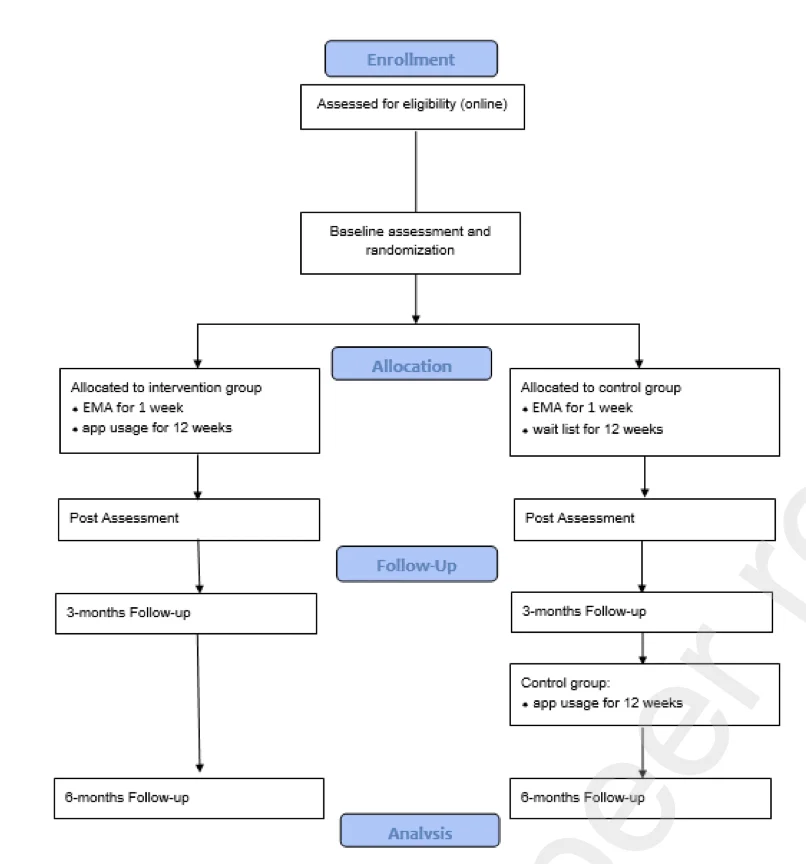 Enrollment
Assessed for eligibility (online)
Baseline assessment and
randomization
Allocation
Allocated to intervention group
• EMA for 1 week
• app usage for 12 weeks
Allocated to control group
• EMA for 1 week
• wait list for 12 weeks
Post Assessment
Post Assessment
Follow-Up
3-months Follow-up
3-months Follow-up
Control group:
• app usage for 12 weeks
6-months Follow-up
6-months Follow-up
Analysis
peer re